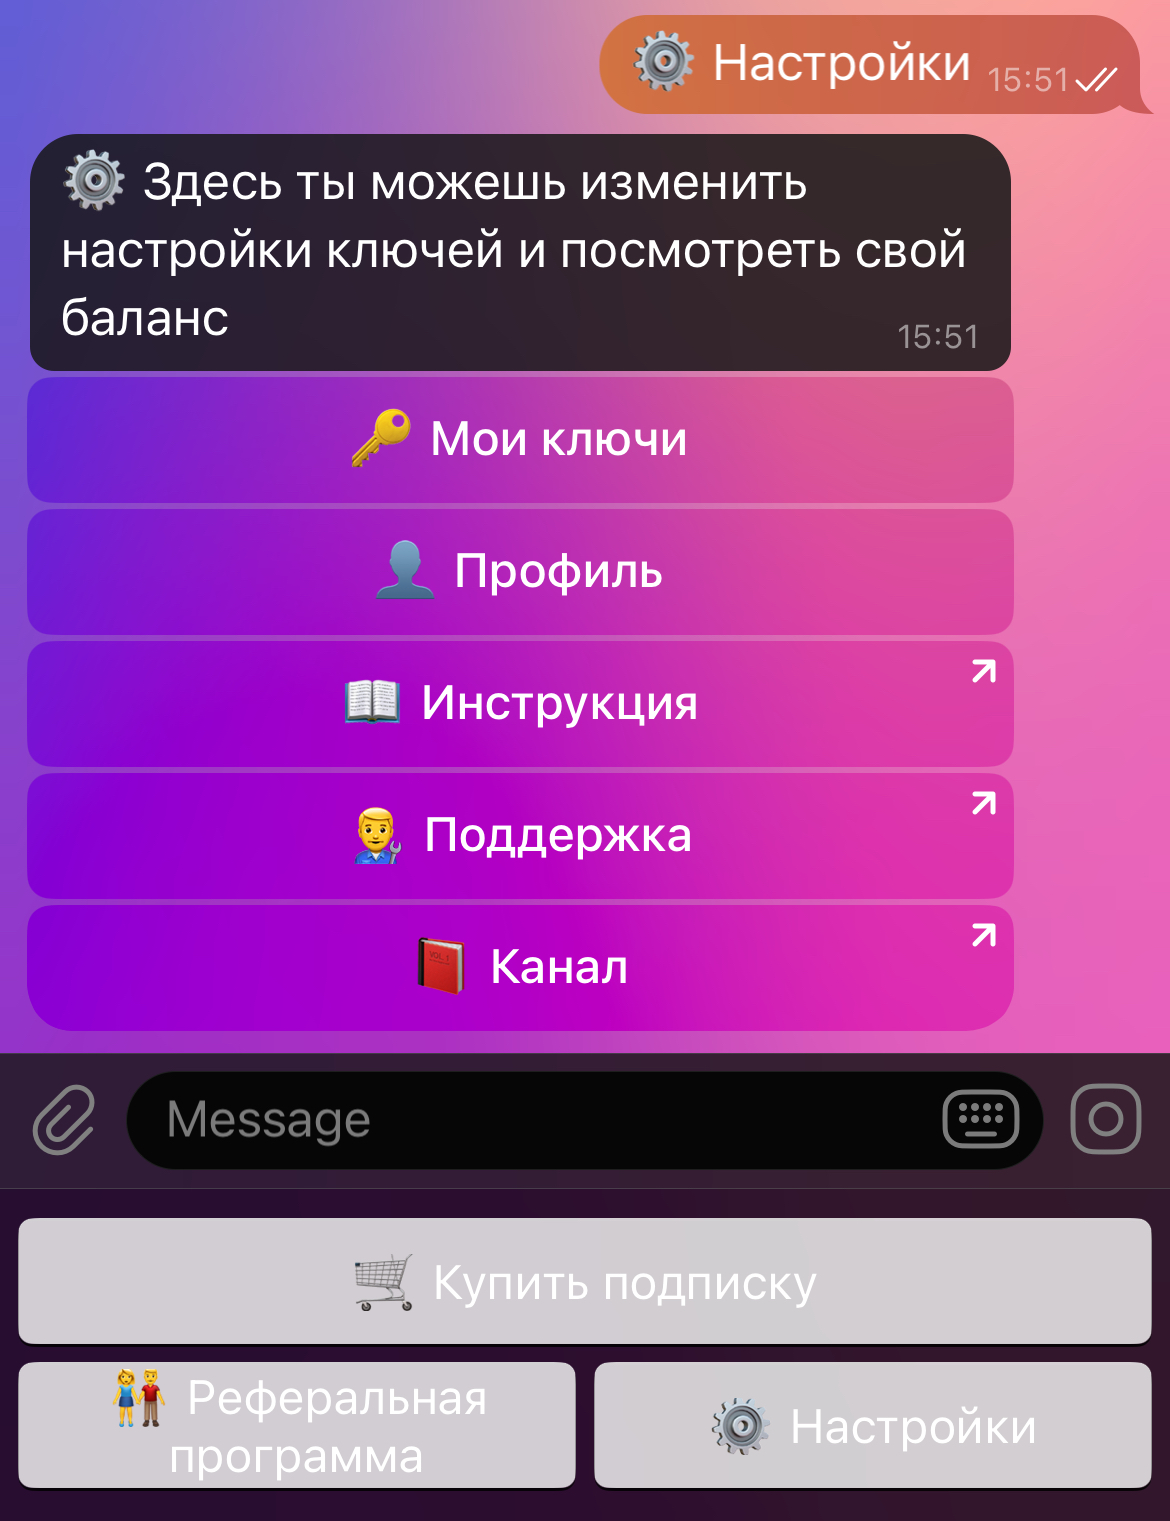 ⚙️ Настройки 15:51
⚙️ Здесь ты можешь изменить
настройки ключей и посмотреть свой
баланс
15:51
🔑 Мои ключи
👤 Профиль
📖 Инструкция
👨‍🔧 Поддержка
📕 Канал
Message
🛒 Купить подписку
👫 Реферальная
программа
⚙️ Настройки